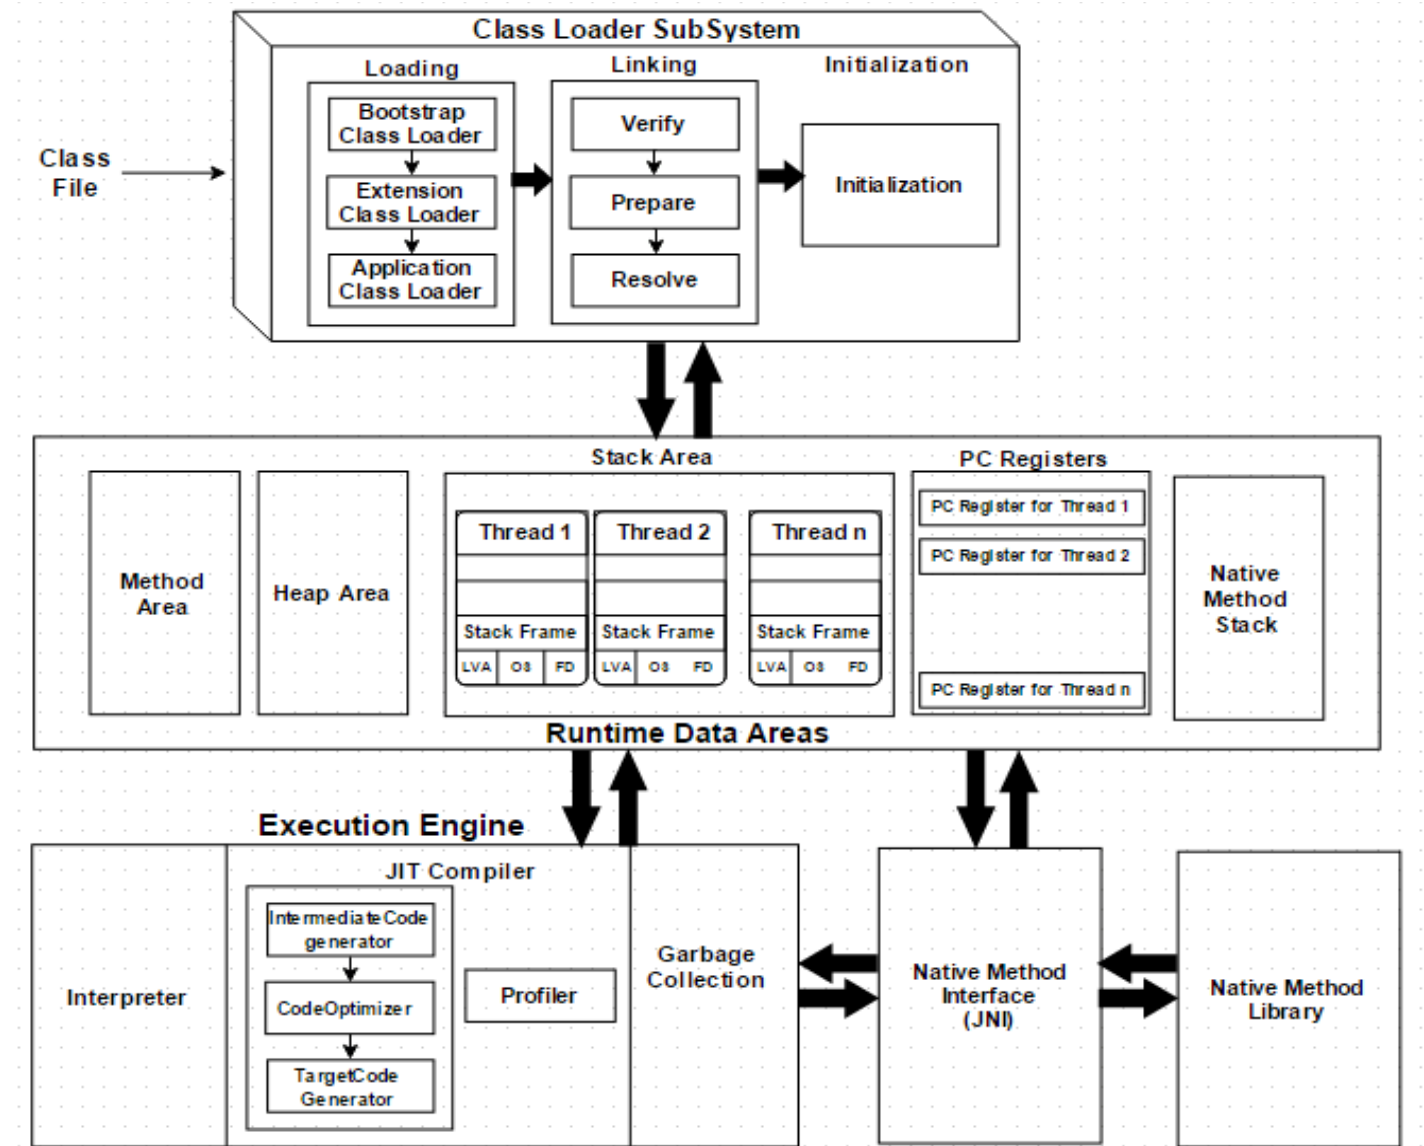 Class Loader SubSystem
Loading
Linking
Initialization
Bootstrap
Class Loader
Verify
Class
File
Extension
Class Loader
Prepare
Initialization
Application
Class Loader
Resolve
Stack Area
PC Registers
Method
Area
Heap Area
Thread 1
Thread 2
Thread n
Stack Frame
Stack Frame
Stack Frame
LVA OS FD
LVA OS FD
LVA OS FD
PC Register for Thread 1
PC Register for Thread 2
PC Register for Thread n
Native
Method
Stack
Runtime Data Areas
Execution Engine
JIT Compiler
Interpreter
IntermediateCode
generator
CodeOptimizer
TargetCode
Generator
Profiler
Garbage
Collection
Native Method
Interface
(JNI)
Native Method
Library